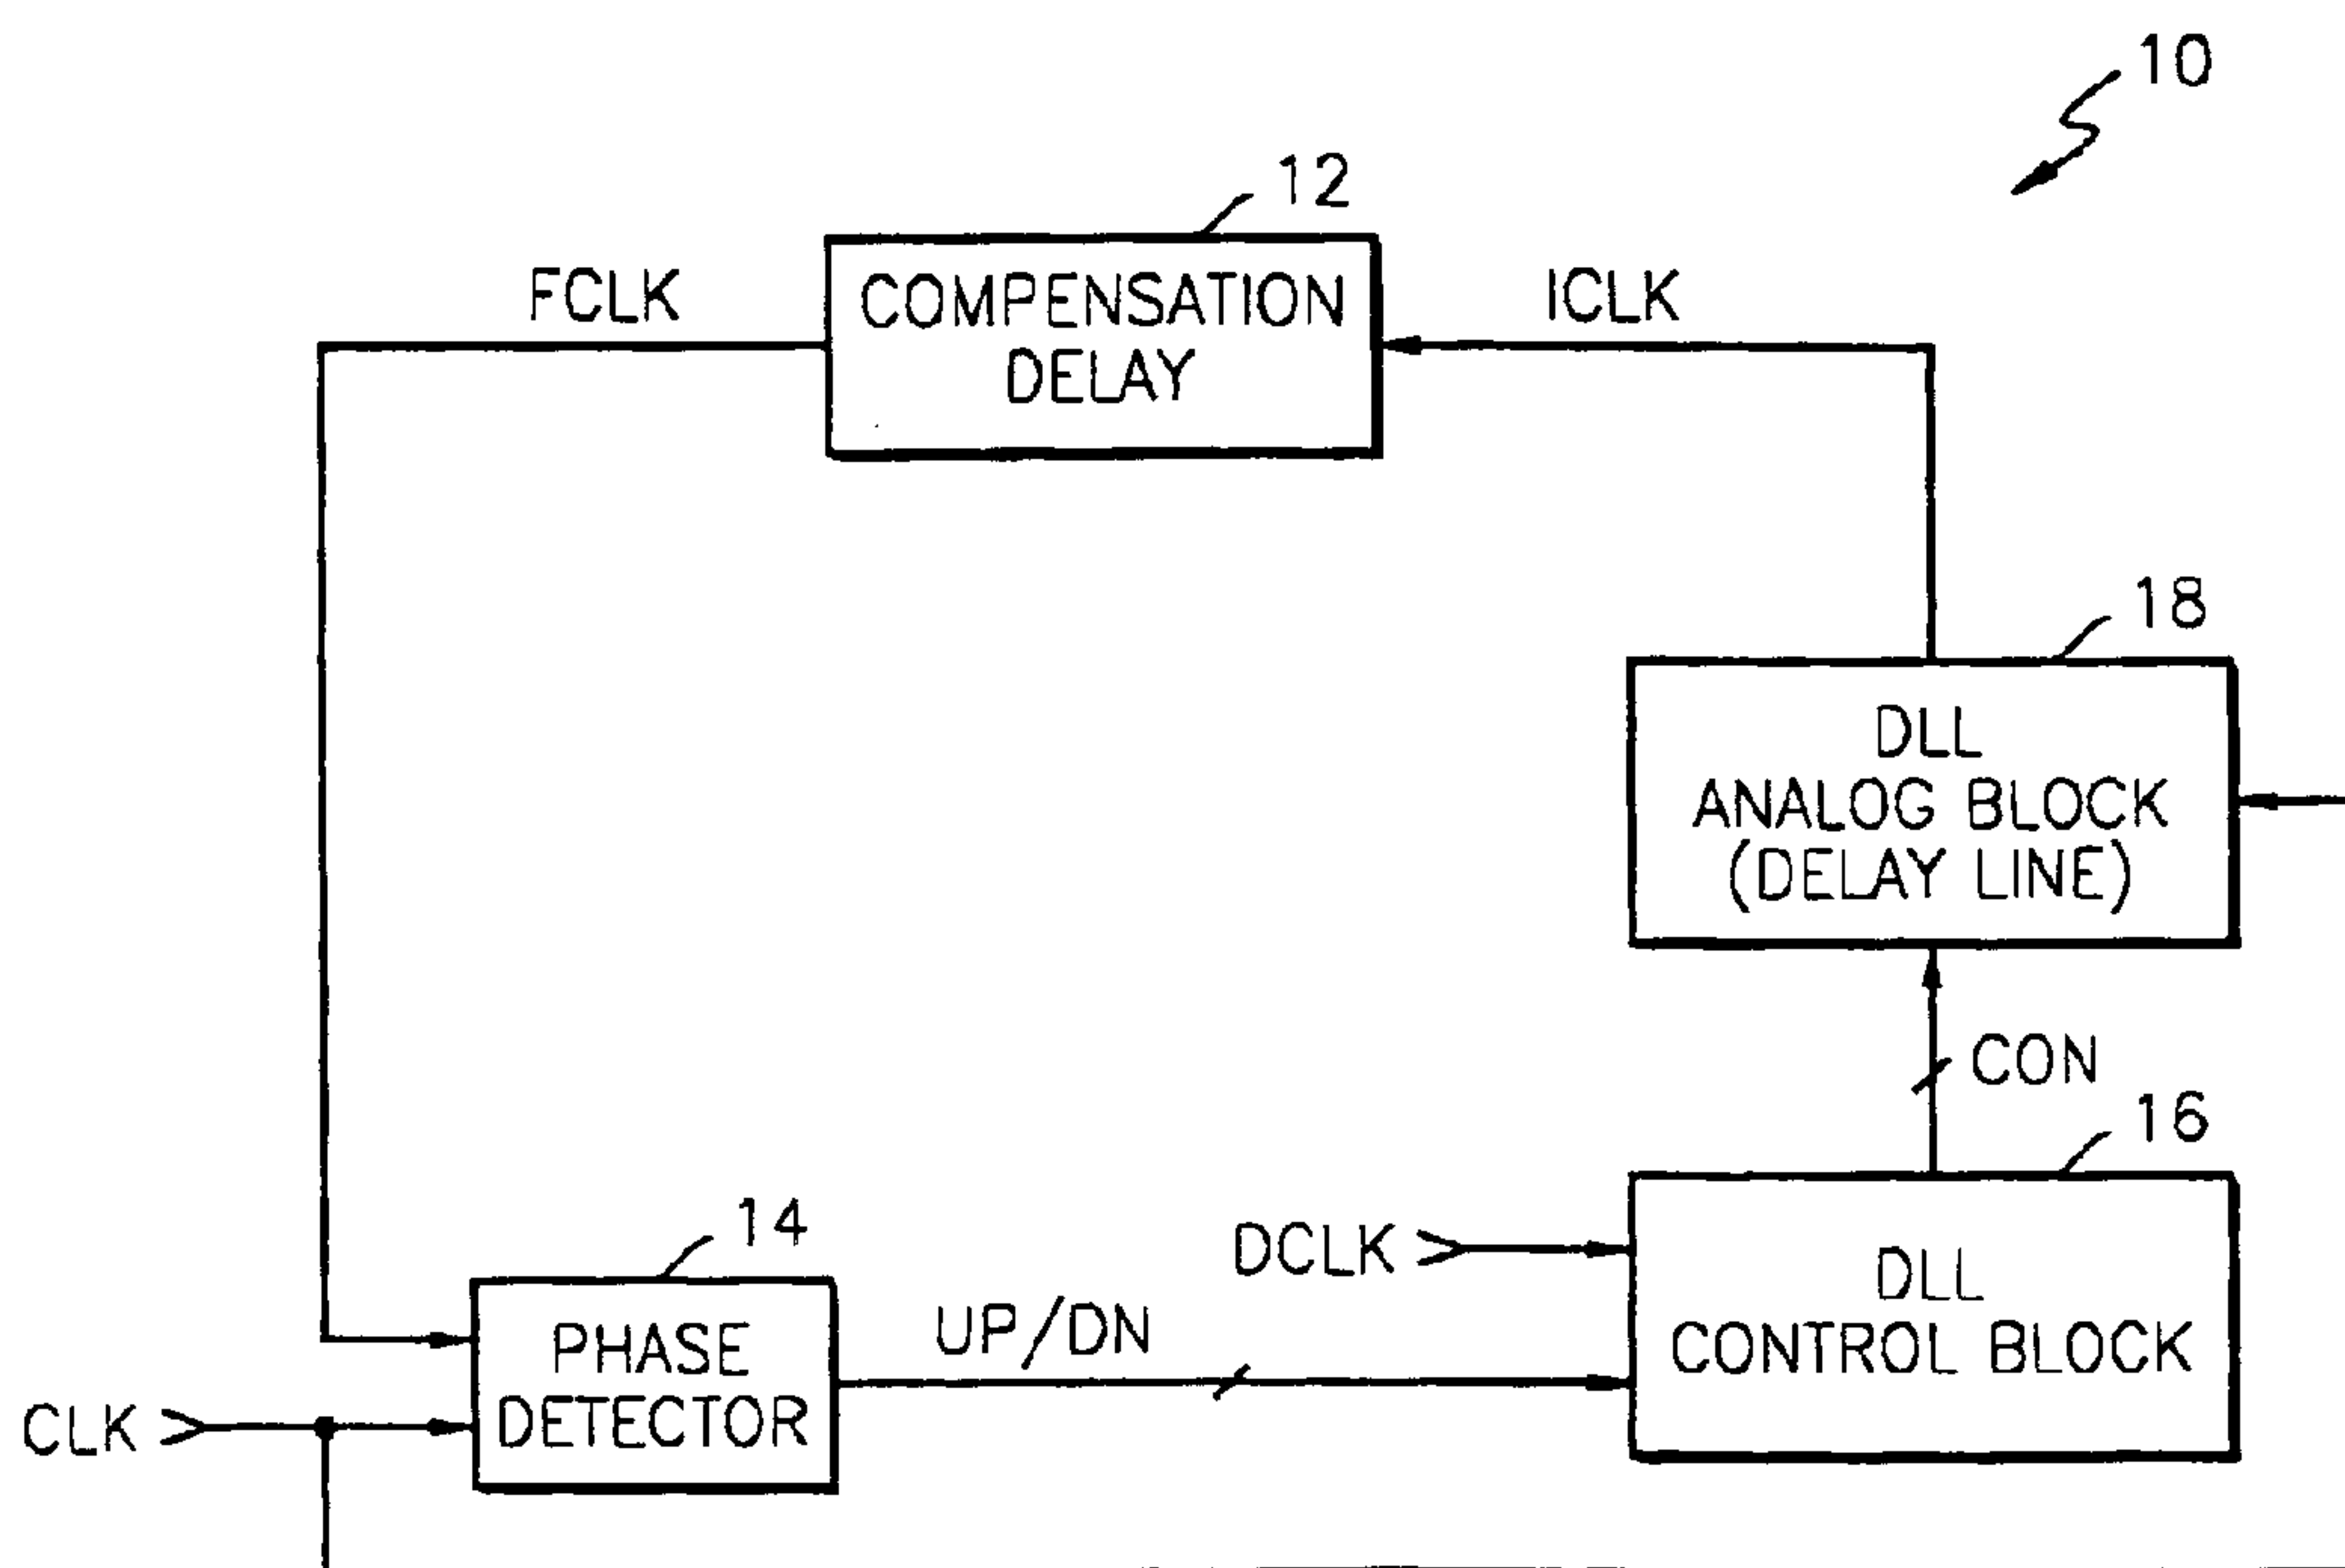 10
12
FCLK
COMPENSATION
DELAY
ICLK
18
DLL
ANALOG BLOCK
(DELAY LINE)
CON
16
14
DCLK
DLL
CONTROL BLOCK
UP/DN
PHASE
DETECTOR
CLK